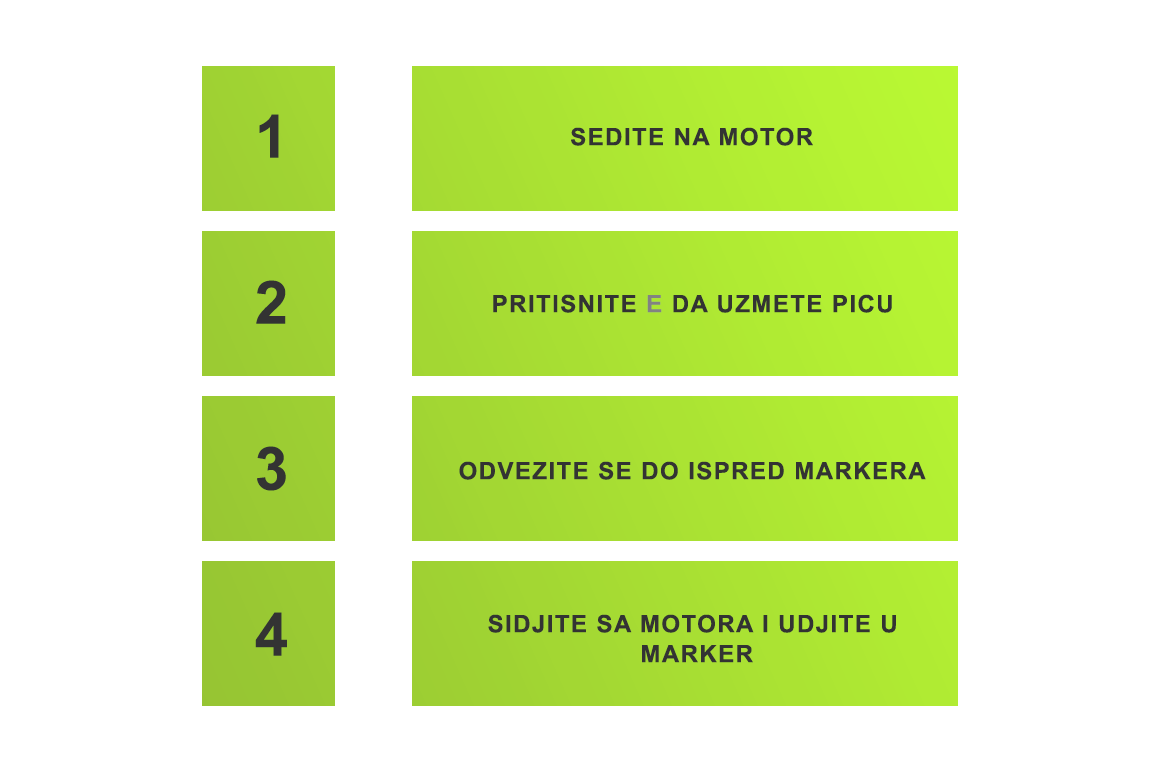 1
SEDITE NA MOTOR
2
PRITISNITE E DA UZMETE PICU
3
ODVEZITE SE DO ISPRED MARKERA
4
SIDJITE SA MOTORA I UDJITE U
MARKER